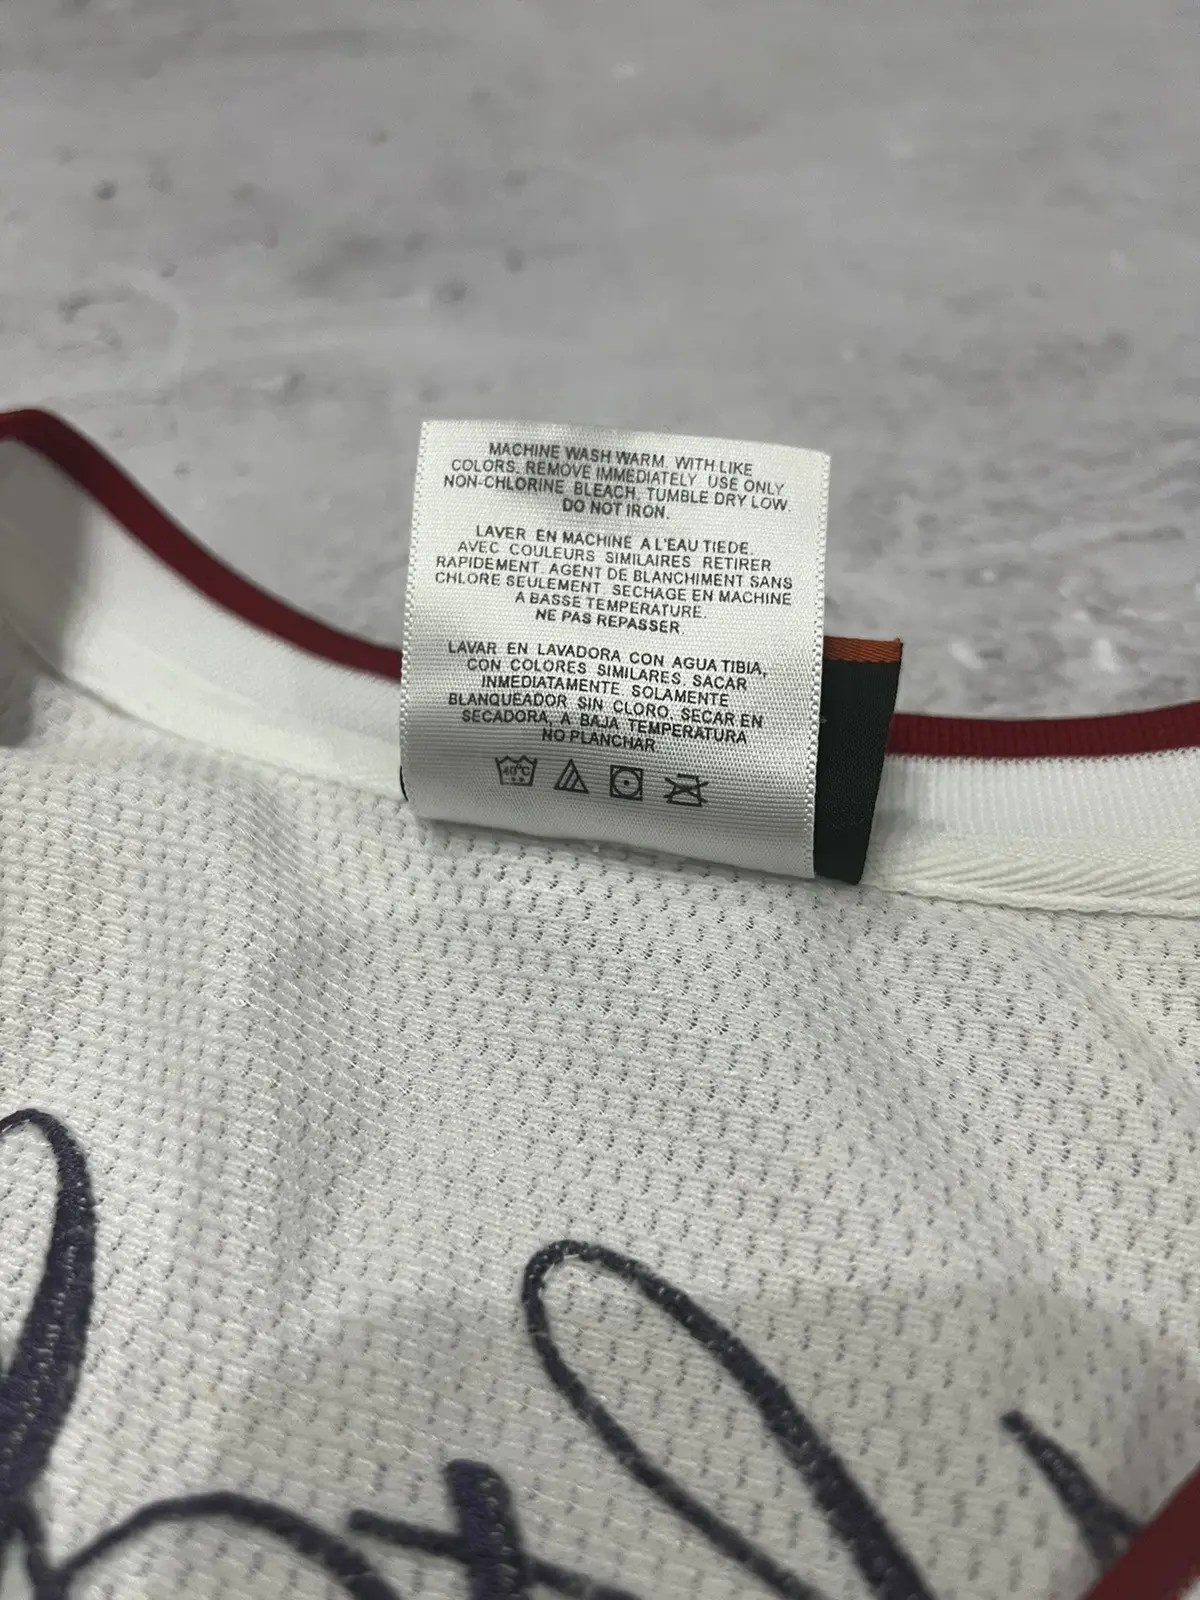 MACHINE WASH WARM. WITH LIKE
COLORS. REMOVE IMMEDIATELY. USE ONLY
NON-CHLORINE BLEACH. TUMBLE DRY LOW.
DO NOT IRON.
LAVER EN MACHINE A L'EAU TIEDE.
AVEC COULEURS SIMILAIRES RETIRER
RAPIDEMENT. AGENT DE BLANCHIMENT SANS
CHLORE SEULEMENT. SECHAGE EN MACHINE
A BASSE TEMPERATURE.
NE PAS REPASSER.
LAVAR EN LAVADORA CON AGUA TIBIA,
CON COLORES SIMILARES. SACAR
INMEDIATAMENTE SOLAMENTE
BLANQUEADOR SIN CLORO. SECAR EN
SECADORA, A BAJA TEMPERATURA
NO PLANCHAR
40°C